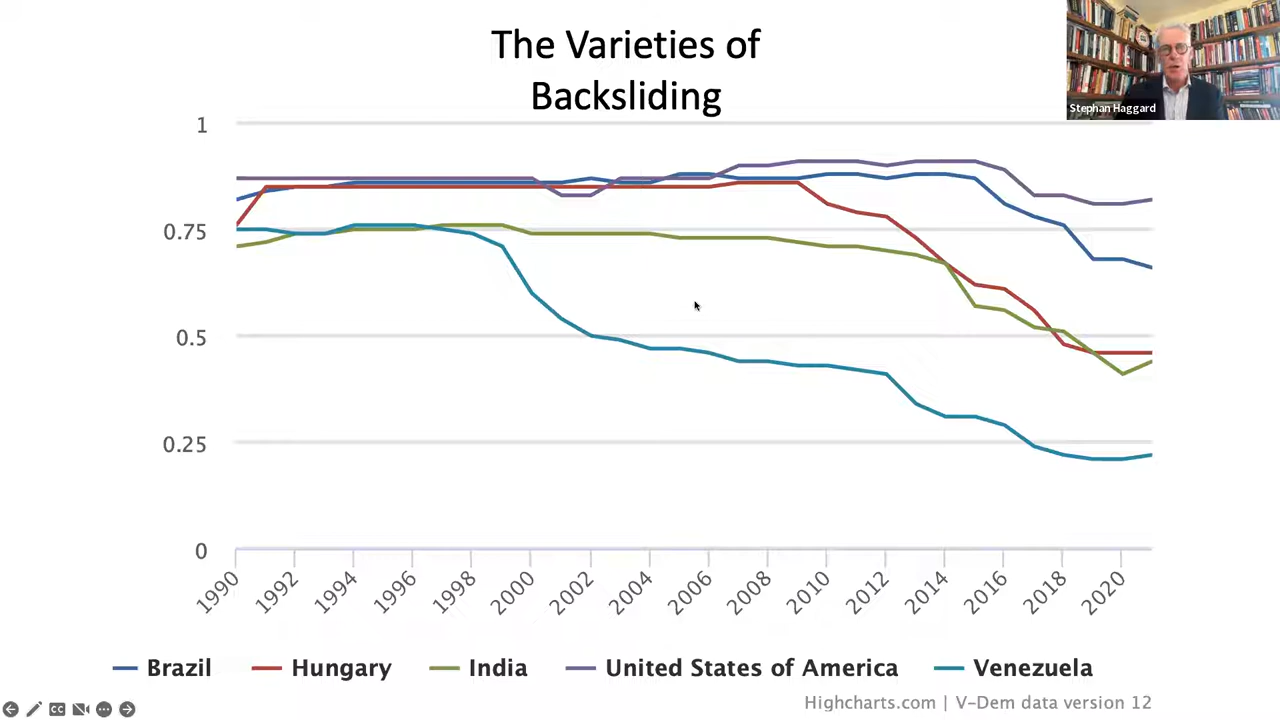 The Varieties of
Backsliding
Stephan Haggard
1
0.75
0.5
0.25
0
1990
1992
1994
1996
1998
2000
2002
2004
2006
2008
2010
2012
2014
2016
2018
2020
Brazil
Hungary
India
United States of America
Venezuela
Highcharts.com | V-Dem data version 12
CC